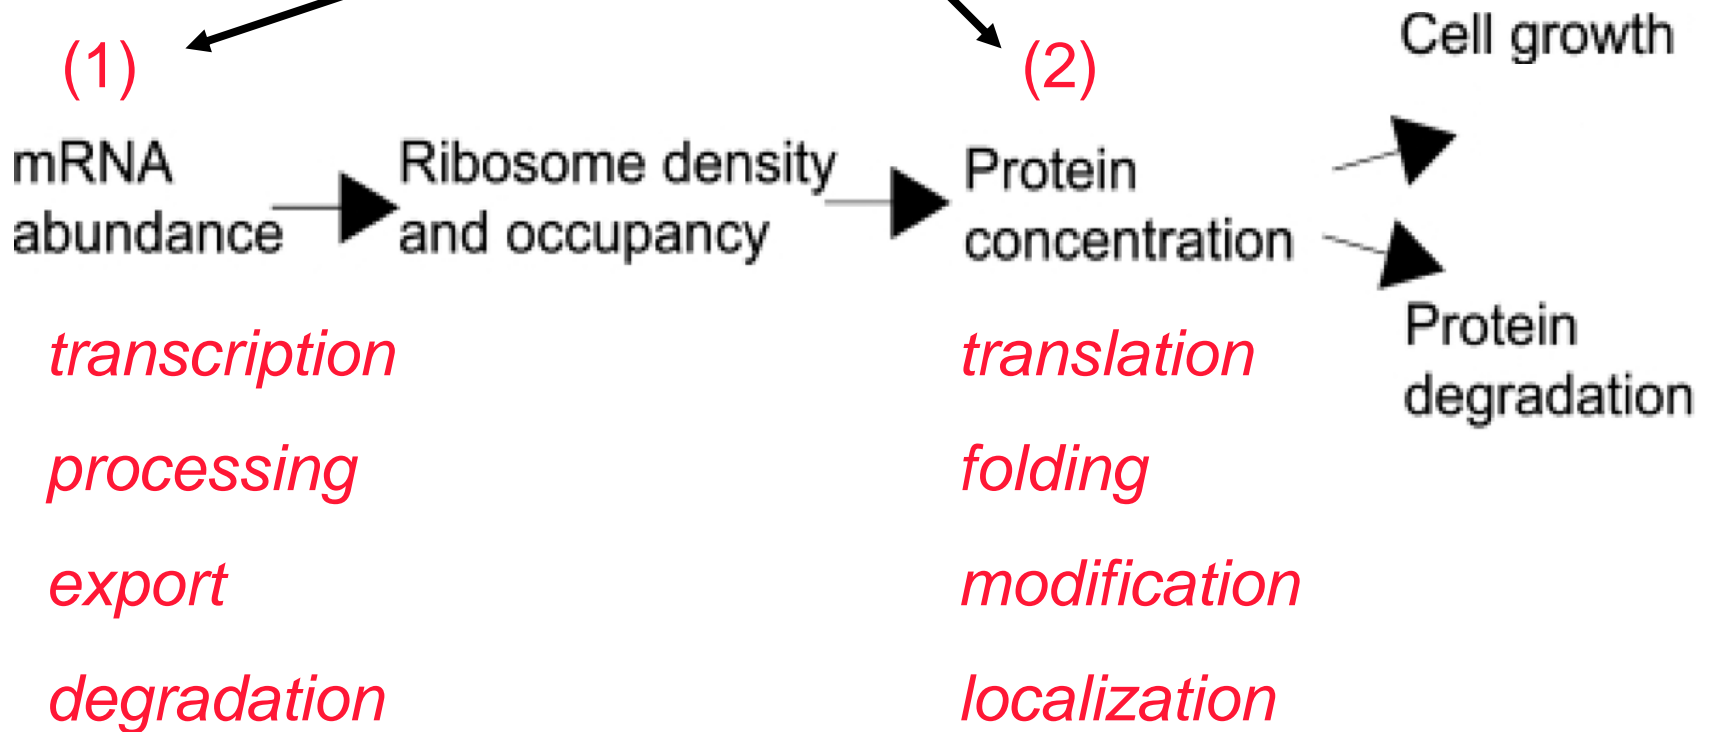 (1)
mRNA
abundance
transcription
processing
export
degradation
Ribosome density
and occupancy
(2)
Protein
concentration
translation
folding
modification
localization
Cell growth
Protein
degradation